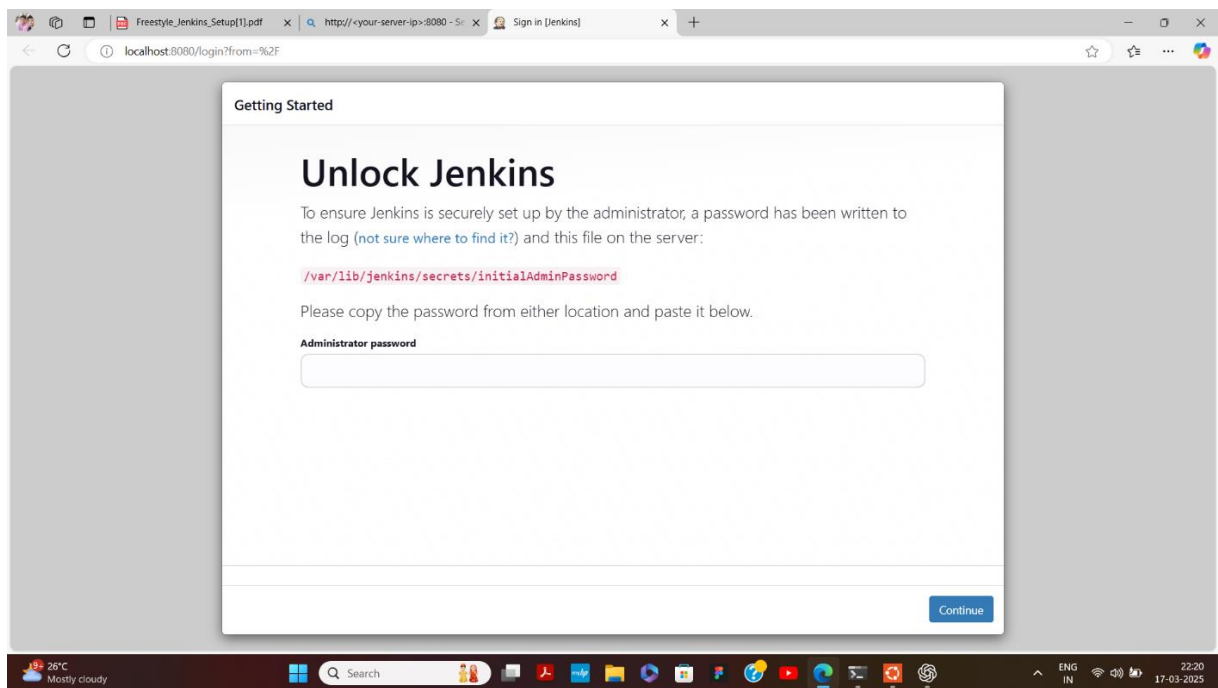 Freestyle_Jenkins_Setup[1].pdf
http://<your-server-ip>:8080 - Se
Sign in [Jenkins]
localhost:8080/login?from=%2F
Getting Started
Unlock Jenkins
To ensure Jenkins is securely set up by the administrator, a password has been written to
the log (not sure where to find it?) and this file on the server:
/var/lib/jenkins/secrets/initialAdminPassword
Please copy the password from either location and paste it below.
Administrator password
Continue
9+
26°C
Mostly cloudy
Search
ENG
IN
22:20
17-03-2025